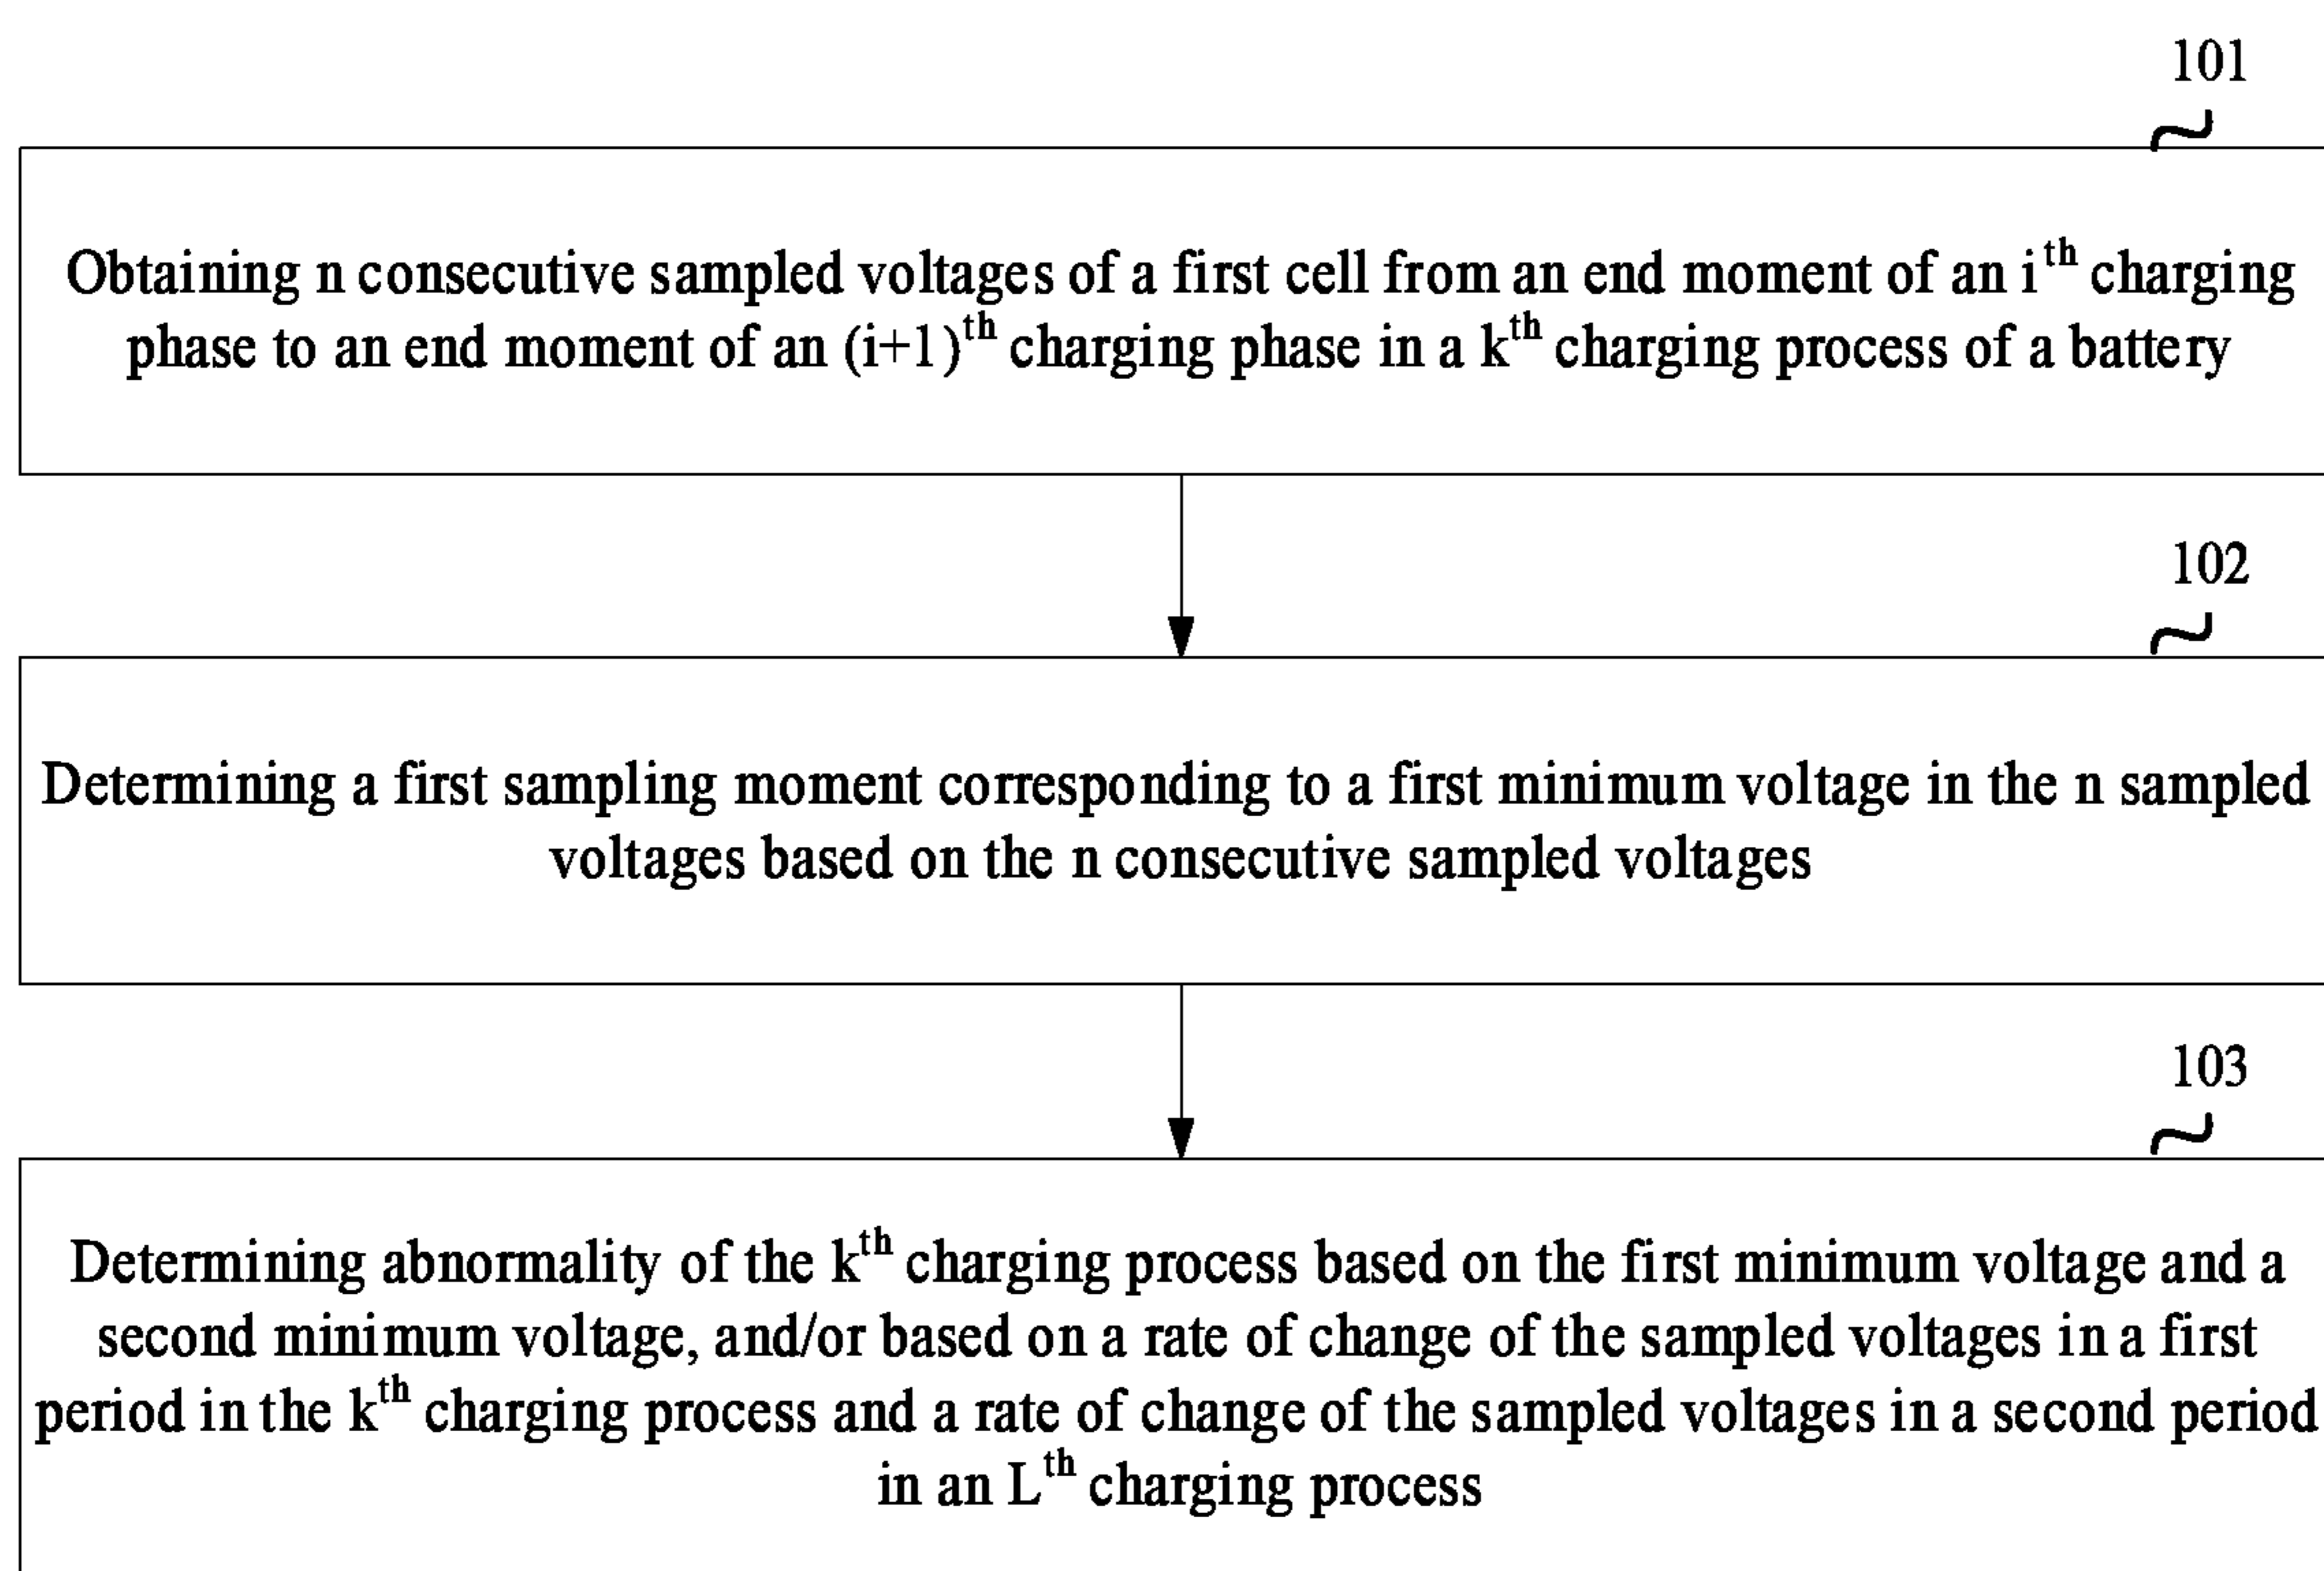 101
Obtaining n consecutive sampled voltages of a first cell from an end moment of an iᵗʰ charging
phase to an end moment of an (i+1)ᵗʰ charging phase in a kᵗʰ charging process of a battery
102
Determining a first sampling moment corresponding to a first minimum voltage in the n sampled
voltages based on the n consecutive sampled voltages
103
Determining abnormality of the kᵗʰ charging process based on the first minimum voltage and a
second minimum voltage, and/or based on a rate of change of the sampled voltages in a first
period in the kᵗʰ charging process and a rate of change of the sampled voltages in a second period
in an Lᵗʰ charging process